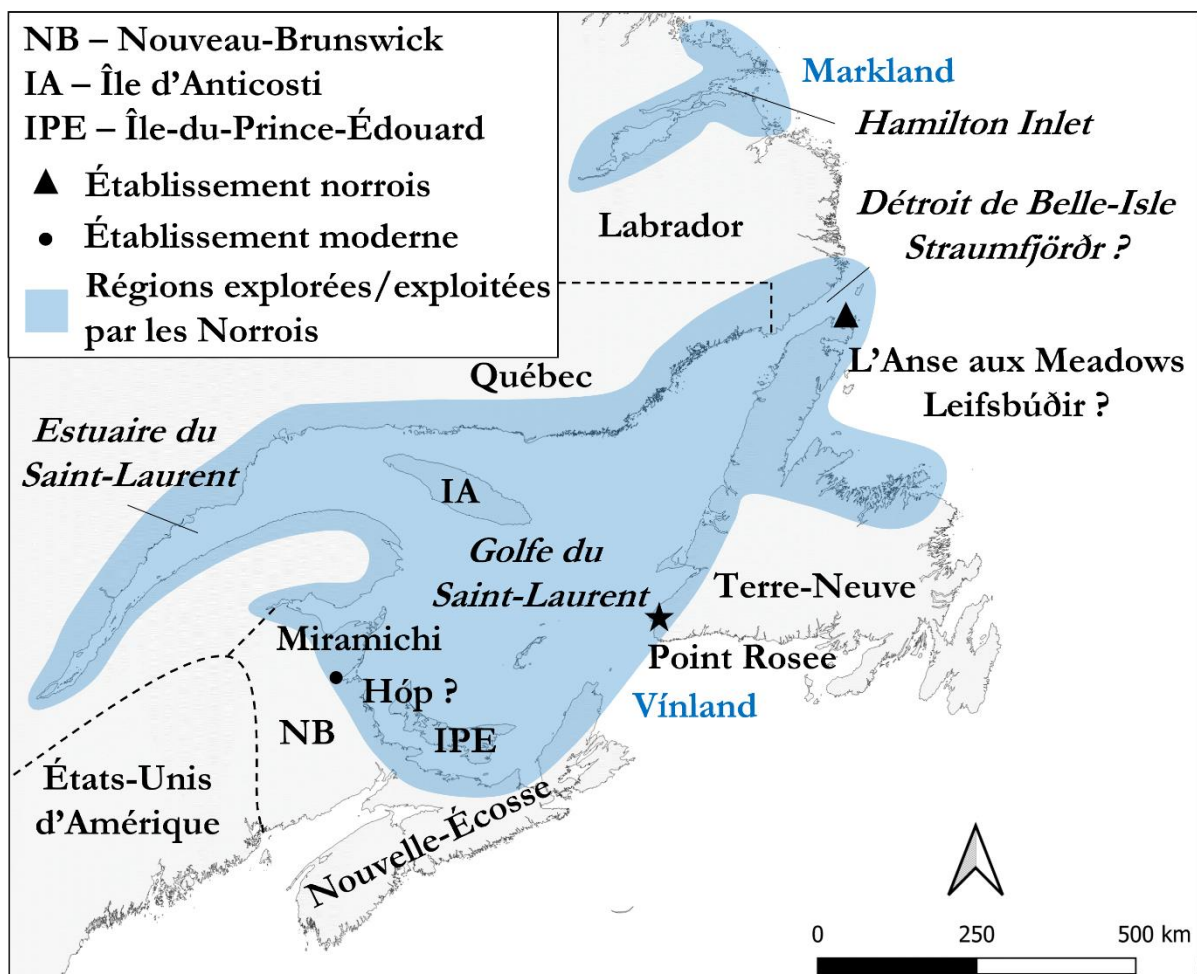 NB – Nouveau-Brunswick
IA – Île d’Anticosti
IPE – Île-du-Prince-Édouard
Établissement norrois
Établissement moderne
Régions explorées/exploitées
par les Norrois
Markland
Hamilton Inlet
Labrador
Détroit de Belle-Isle
Straumfjörðr ?
L’Anse aux Meadows
Leifsbúðir ?
Québec
Estuaire du
Saint-Laurent
IA
Golfe du
Saint-Laurent
Terre-Neuve
Point Rosee
Vínland
Miramichi
Hóp ?
NB
IPE
États-Unis
d’Amérique
Nouvelle-Écosse
0 250 500 km